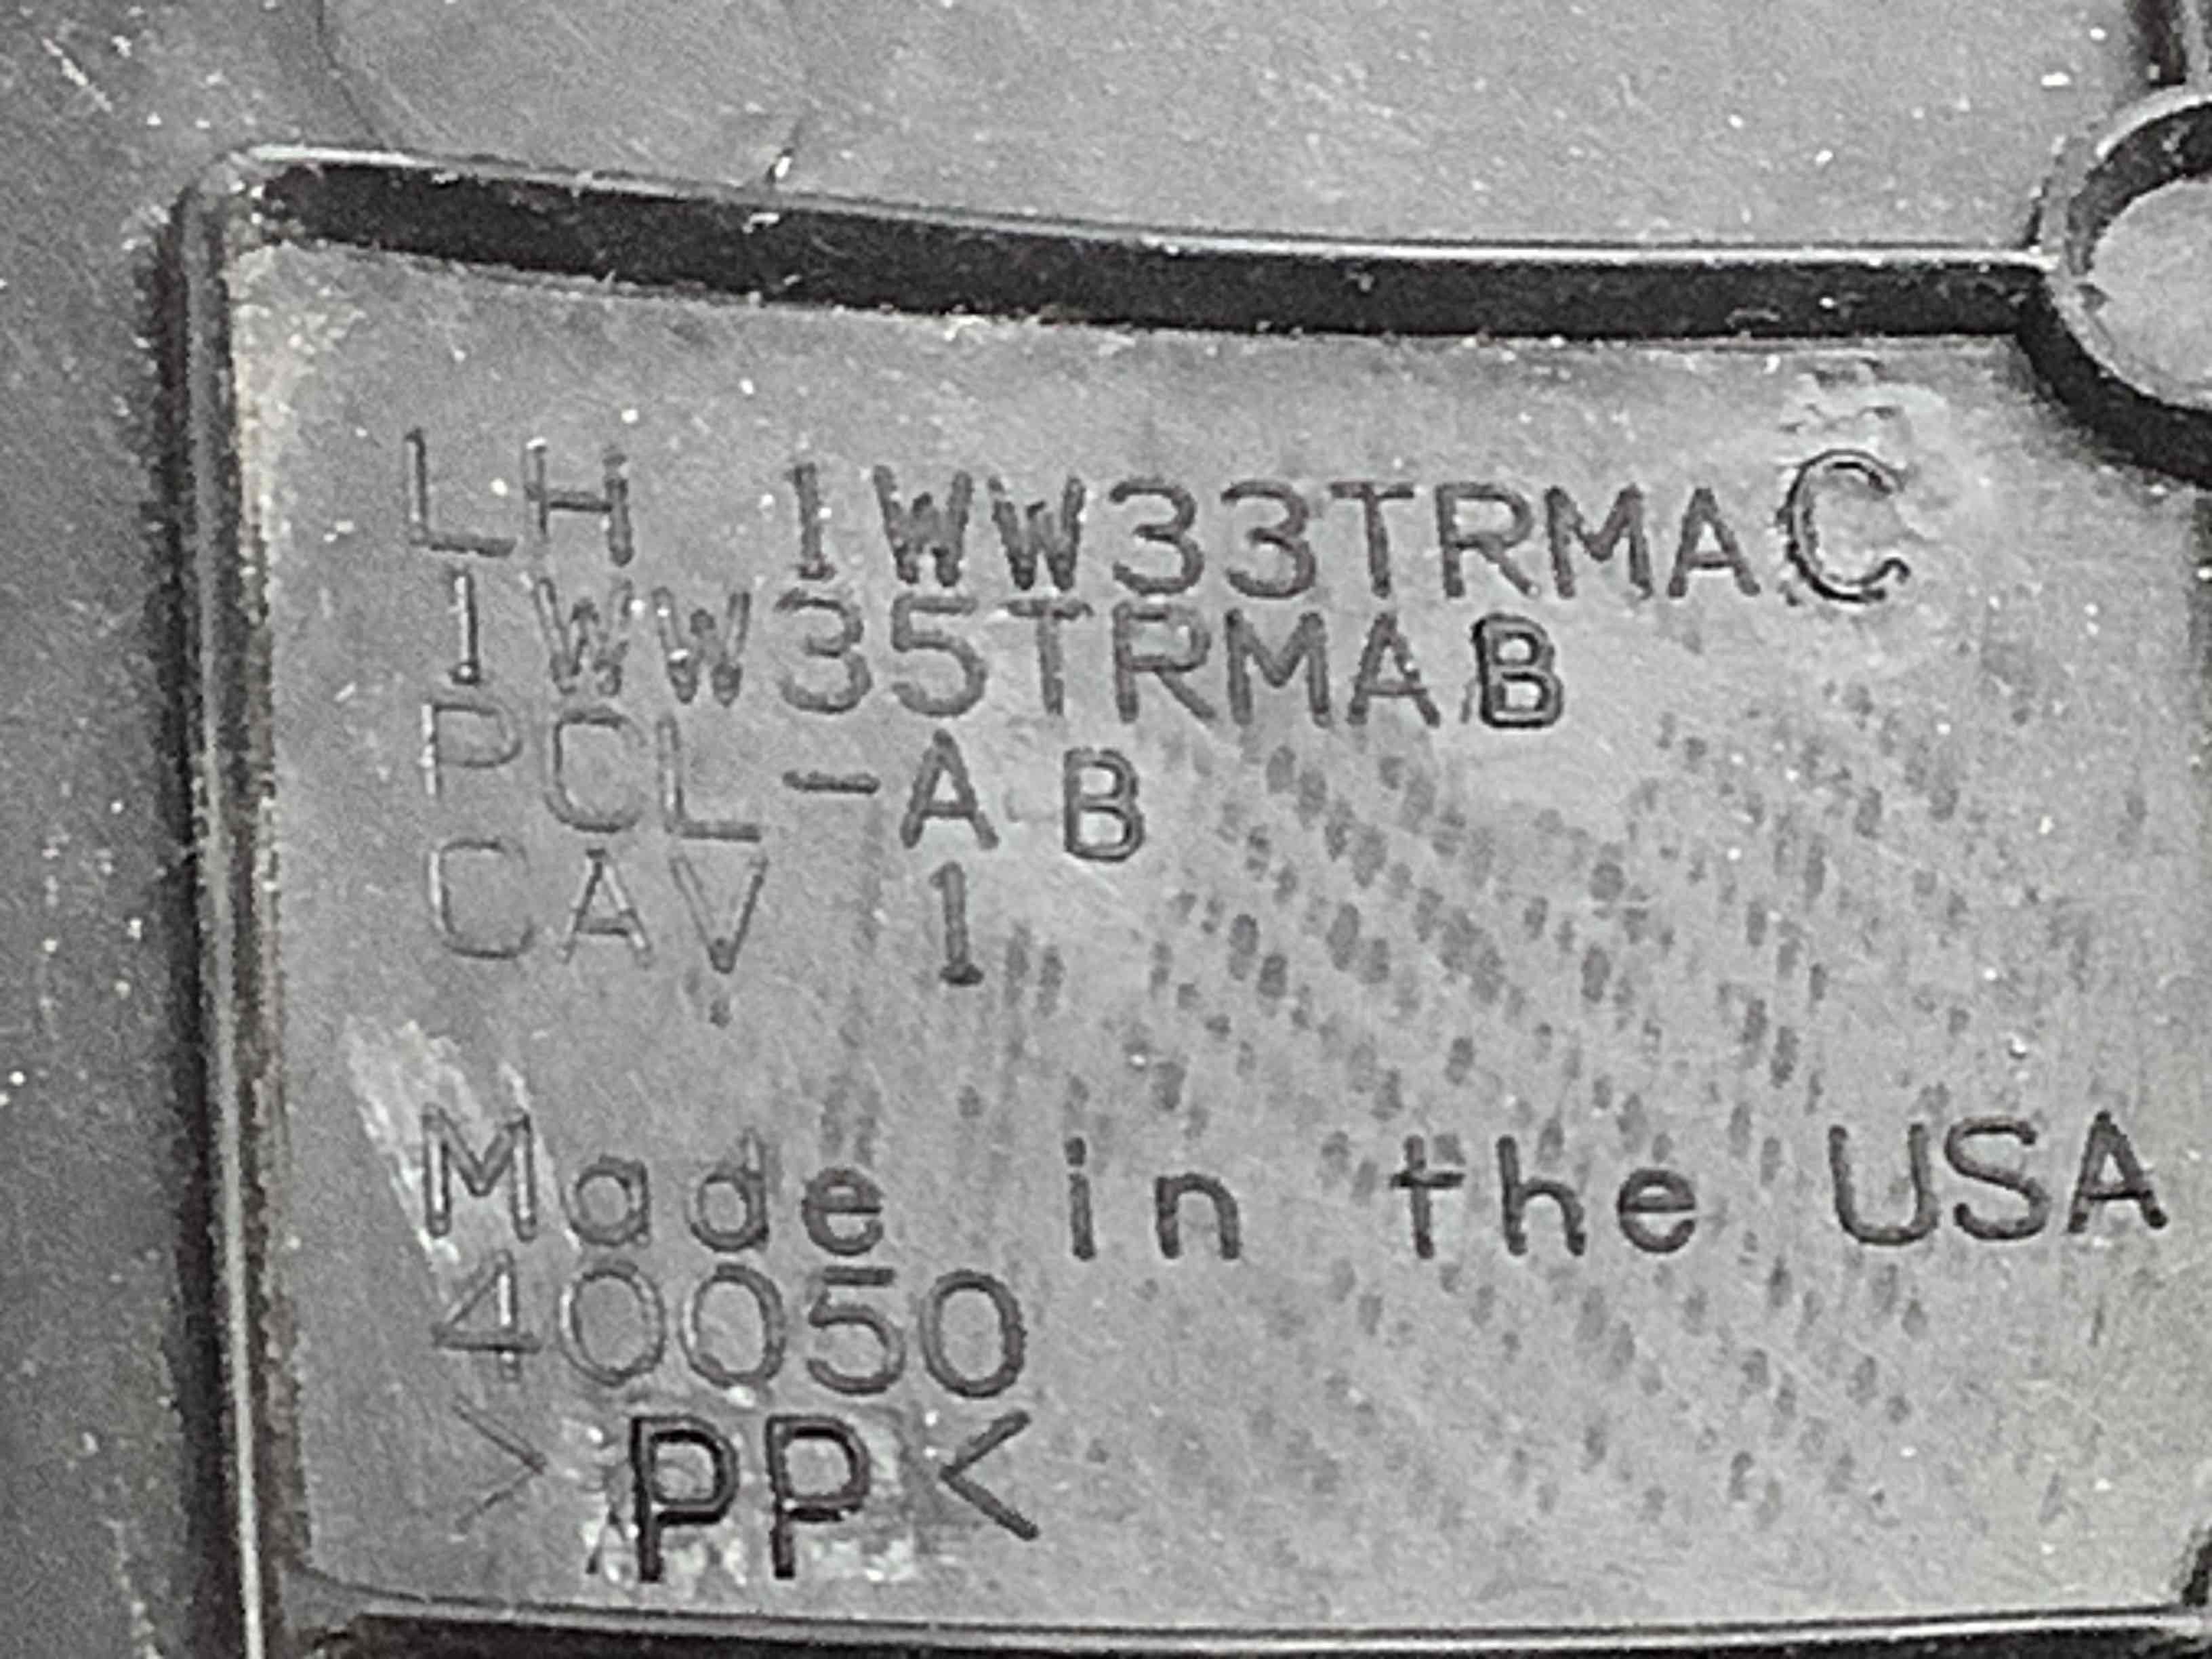 LH 1WW33TRMAC
1WW35TRMAB
PCL-A B
CAV 1
Made in the USA
40050
>PP<